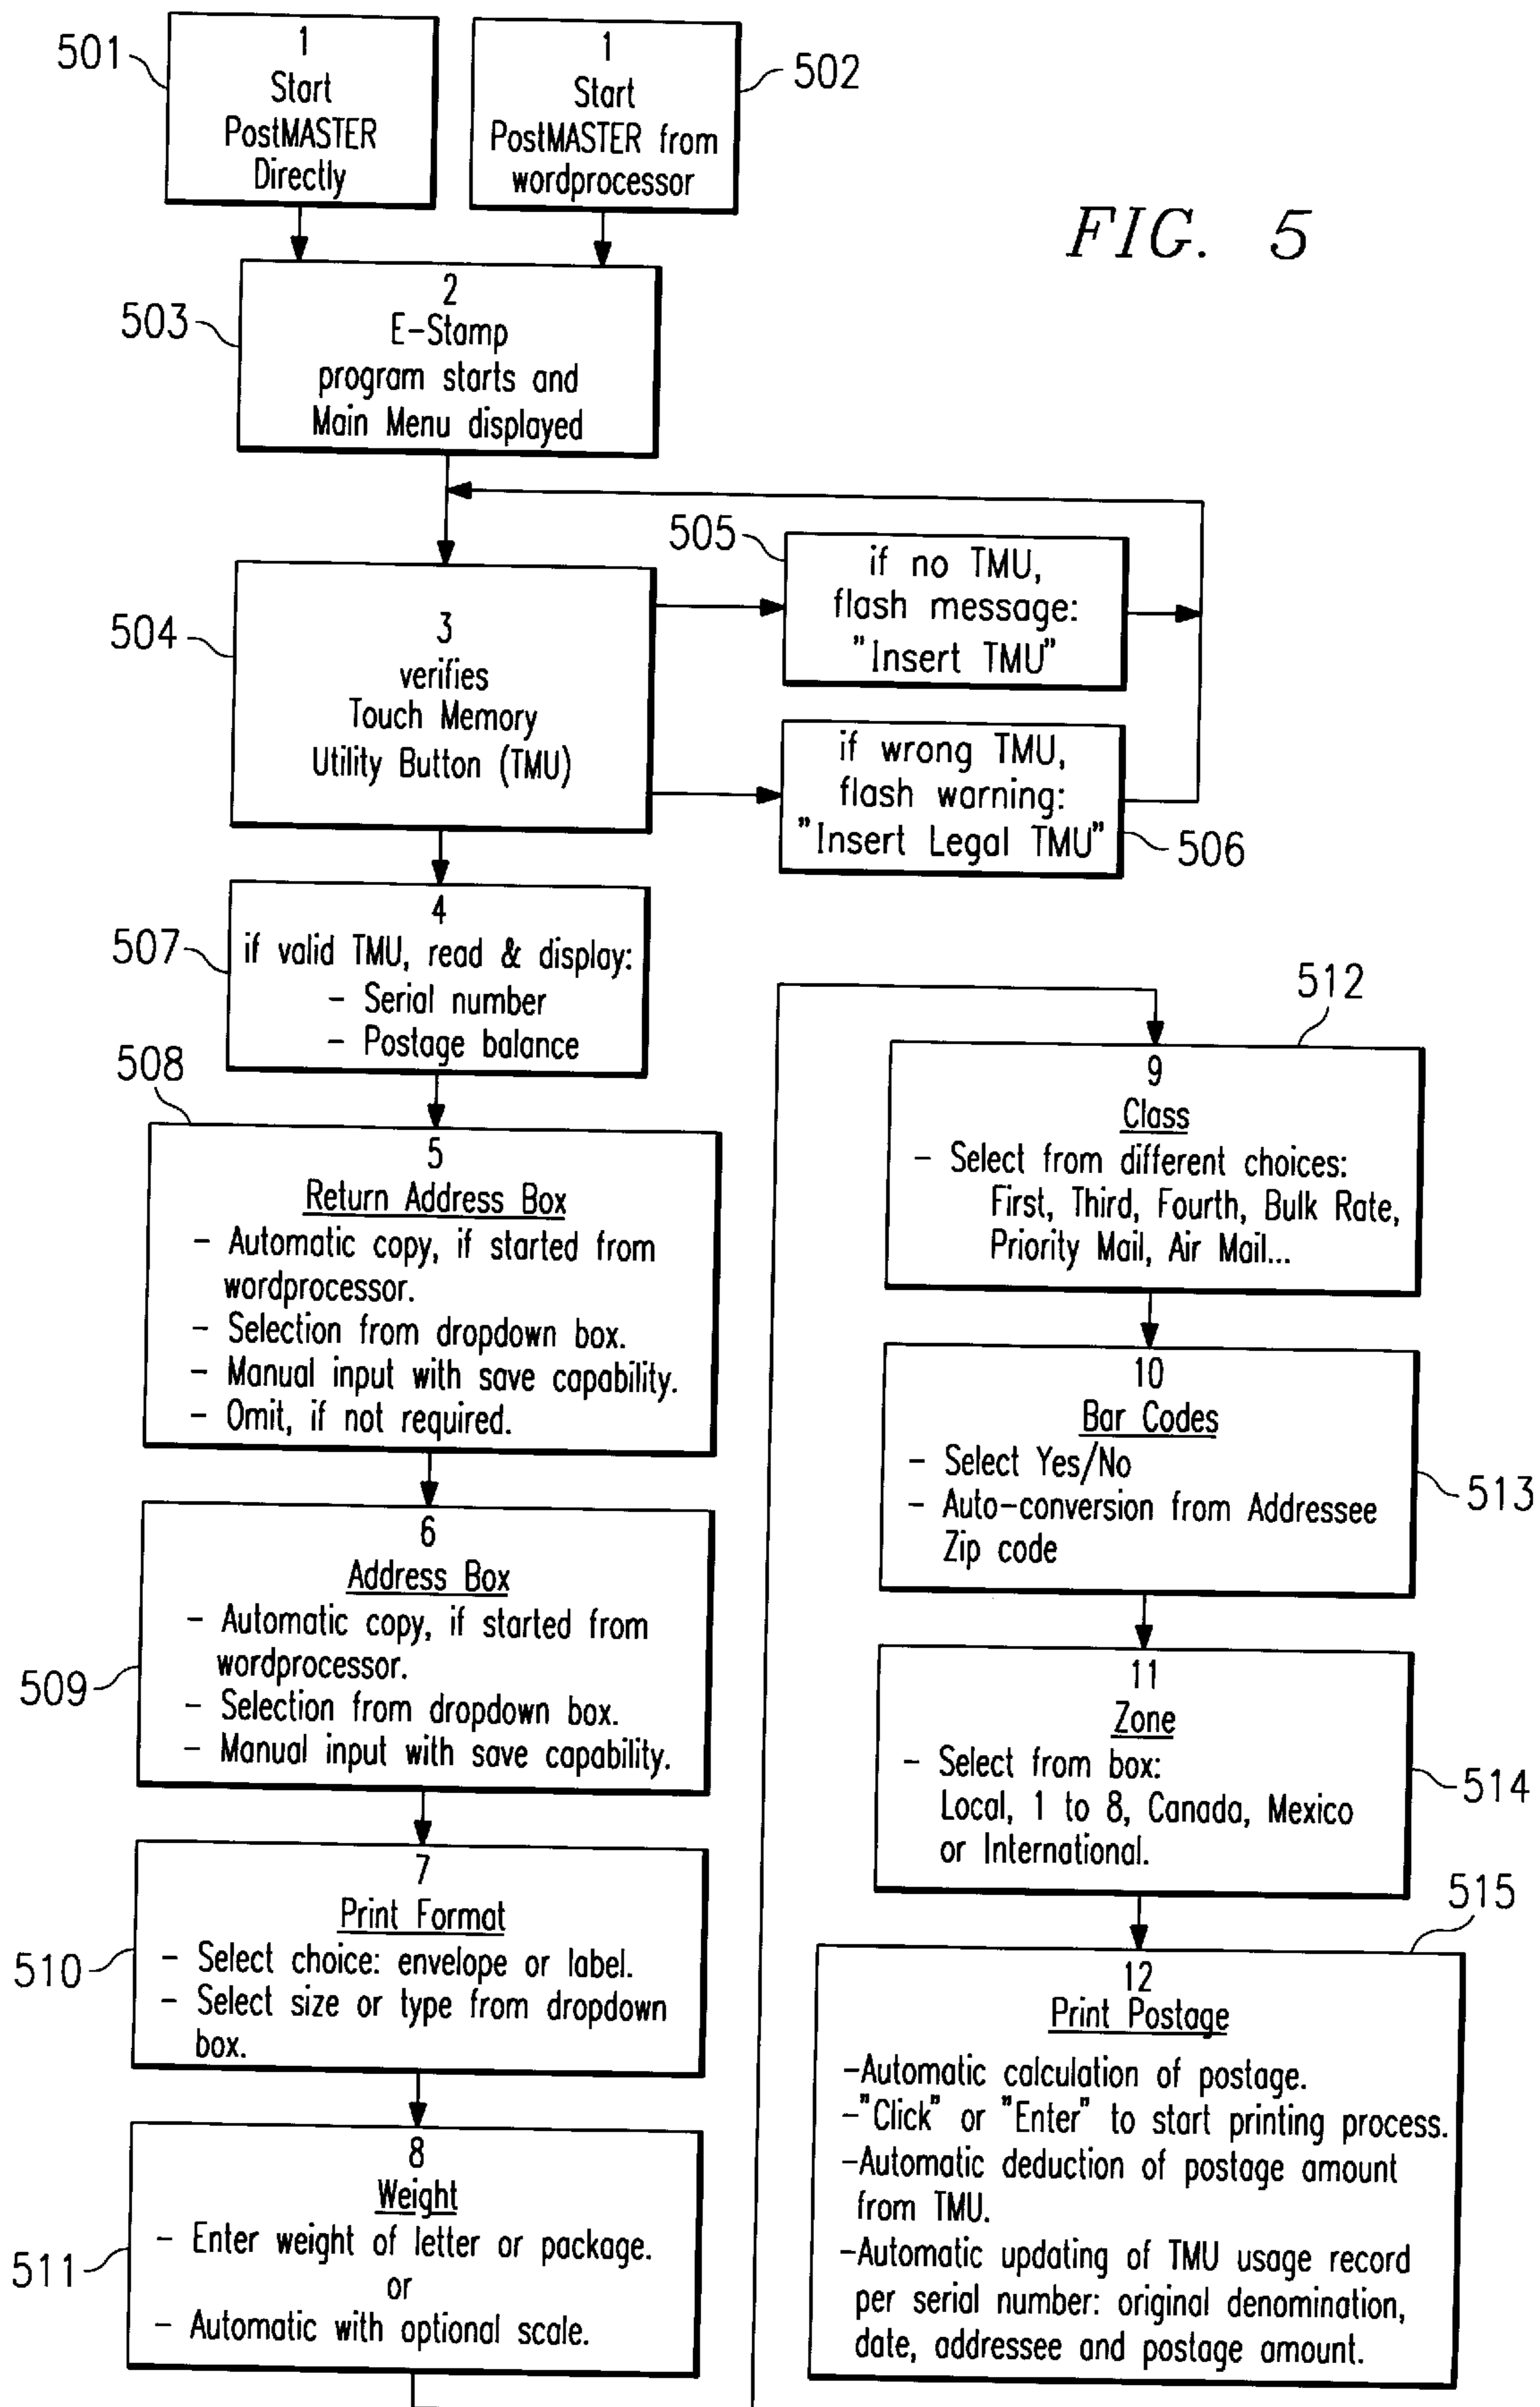 501
1
Start
PostMASTER
Directly
1
Start
PostMASTER from
wordprocessor
502
FIG. 5
503
2
E-Stamp
program starts and
Main Menu displayed
504
3
verifies
Touch Memory
Utility Button (TMU)
505
if no TMU,
flash message:
"Insert TMU"
if wrong TMU,
flash warning:
"Insert Legal TMU"
506
507
4
if valid TMU, read & display:
- Serial number
- Postage balance
508
5
Return Address Box
- Automatic copy, if started from
wordprocessor.
- Selection from dropdown box.
- Manual input with save capability.
- Omit, if not required.
509
6
Address Box
- Automatic copy, if started from
wordprocessor.
- Selection from dropdown box.
- Manual input with save capability.
510
7
Print Format
- Select choice: envelope or label.
- Select size or type from dropdown
box.
511
8
Weight
- Enter weight of letter or package.
or
- Automatic with optional scale.
512
9
Class
- Select from different choices:
First, Third, Fourth, Bulk Rate,
Priority Mail, Air Mail...
10
Bar Codes
- Select Yes/No
- Auto-conversion from Addressee
Zip code
513
11
Zone
- Select from box:
Local, 1 to 8, Canada, Mexico
or International.
514
515
12
Print Postage
-Automatic calculation of postage.
-"Click" or "Enter" to start printing process.
-Automatic deduction of postage amount
from TMU.
-Automatic updating of TMU usage record
per serial number: original denomination,
date, addressee and postage amount.